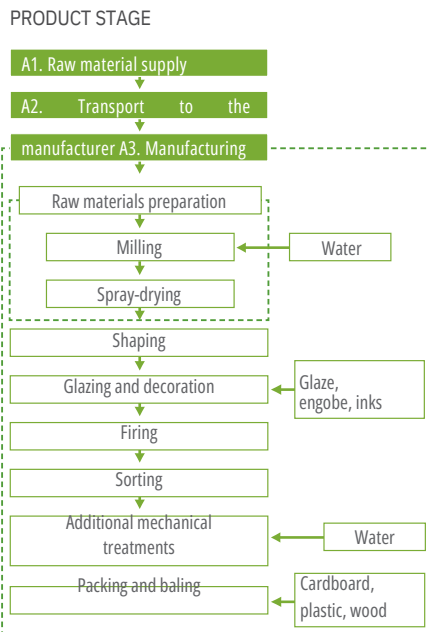 PRODUCT STAGE
A1. Raw material supply
A2. Transport to the
manufacturer A3. Manufacturing
Raw materials preparation
Milling
Water
Spray-drying
Shaping
Glazing and decoration
Glaze,
engobe, inks
Firing
Sorting
Additional mechanical
treatments
Water
Packing and baling
Cardboard,
plastic, wood